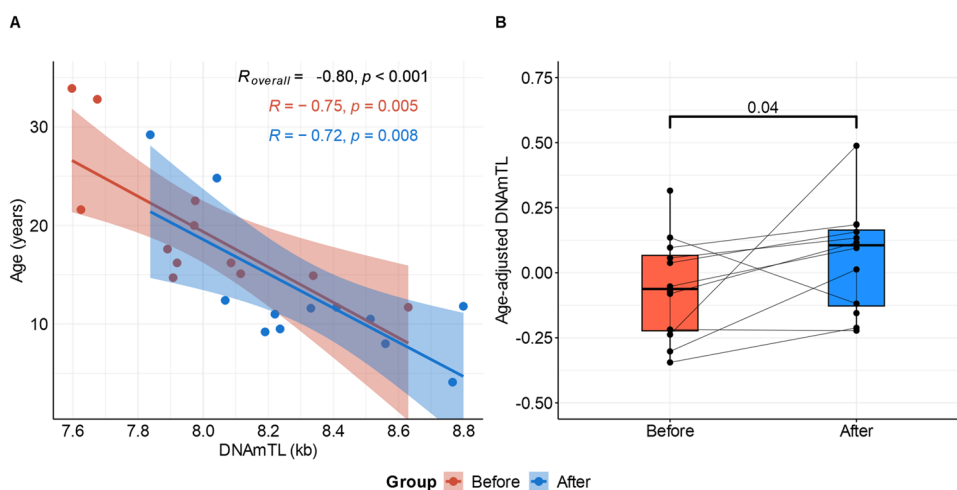 A
B
R overall = -0.80, p < 0.001
R = − 0.75, p = 0.005
R = − 0.72, p = 0.008
Age (years)
30
20
10
7.6 7.8 8.0 8.2 8.4 8.6 8.8
DNAmTL (kb)
Age-adjusted DNAmTL
0.75
0.50
0.25
0.00
-0.25
-0.50
0.04
Before After
Group Before After